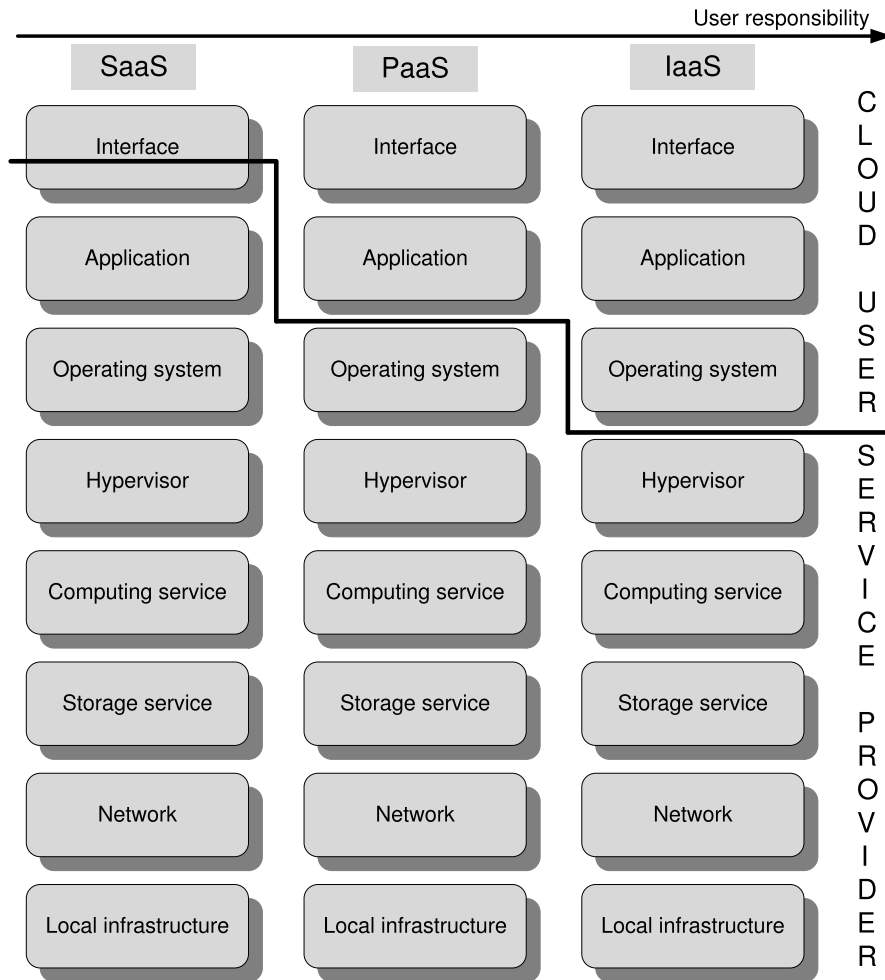 User responsibility
SaaS PaaS IaaS
Interface Interface Interface
Application Application Application
Operating system Operating system Operating system
Hypervisor Hypervisor Hypervisor
Computing service Computing service Computing service
Storage service Storage service Storage service
Network Network Network
Local infrastructure Local infrastructure Local infrastructure
CLOUD USER
SERVICE PROVIDER